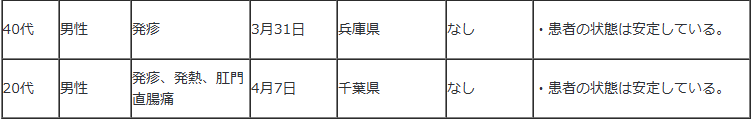 40代 男性 発疹 3月31日 兵庫県 なし ・患者の状態は安定している。
20代 男性 発疹、発熱、肛門直腸痛 4月7日 千葉県 なし ・患者の状態は安定している。